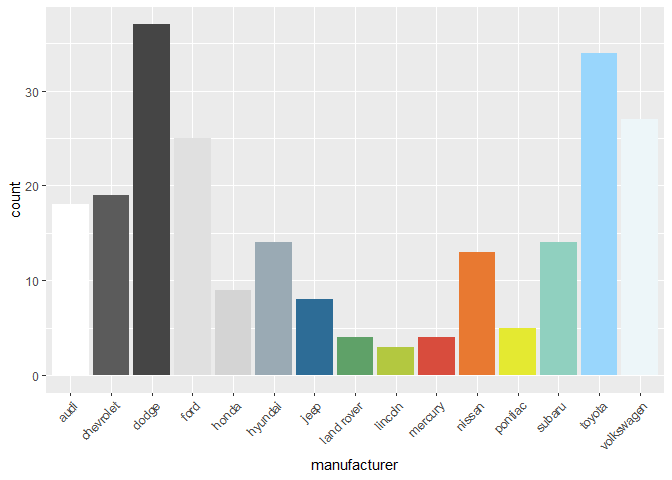 count
30
20
10
0
audi
chevrolet
dodge
ford
honda
hyundai
jeep
land rover
lincoln
mercury
nissan
pontiac
subaru
toyota
volkswagen
manufacturer